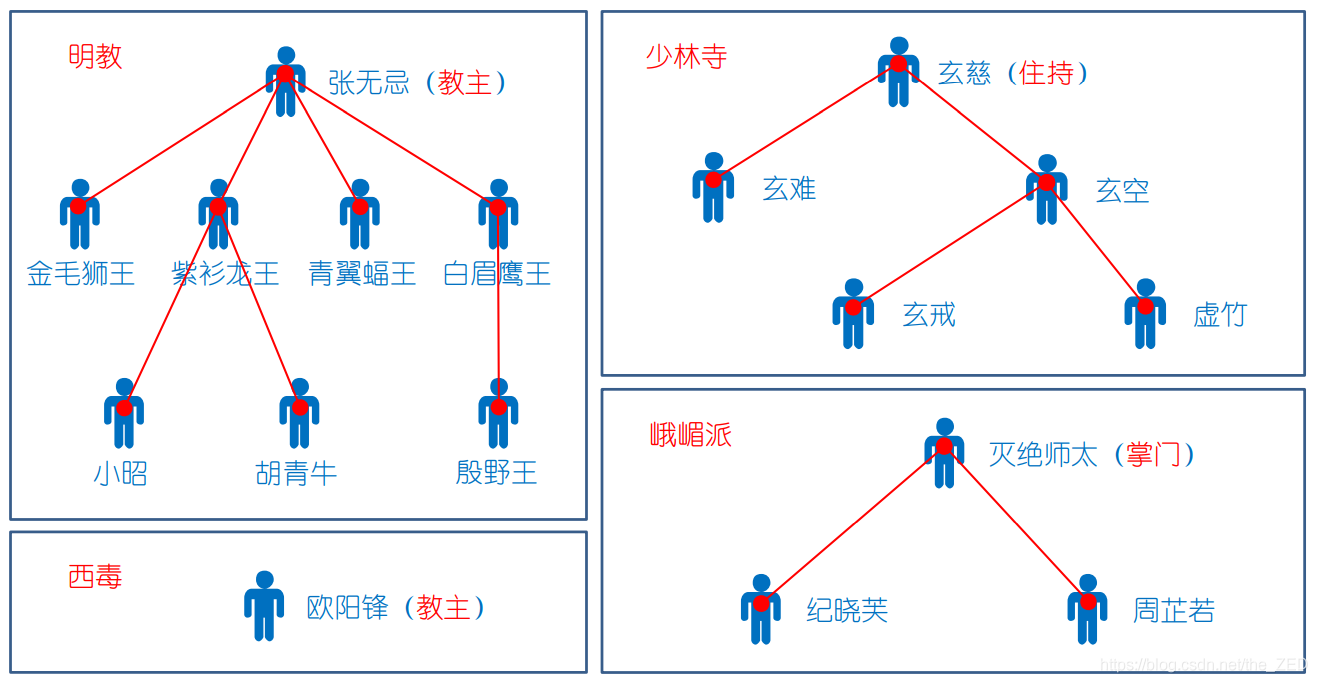 明教
张无忌（教主）
金毛狮王
紫衫龙王
青翼蝠王
白眉鹰王
小昭
胡青牛
殷野王
西毒
欧阳锋（教主）
少林寺
玄慈（住持）
玄难
玄空
玄戒
虚竹
峨嵋派
灭绝师太（掌门）
纪晓芙
周芷若
https://blog.csdn.net/the_ZED